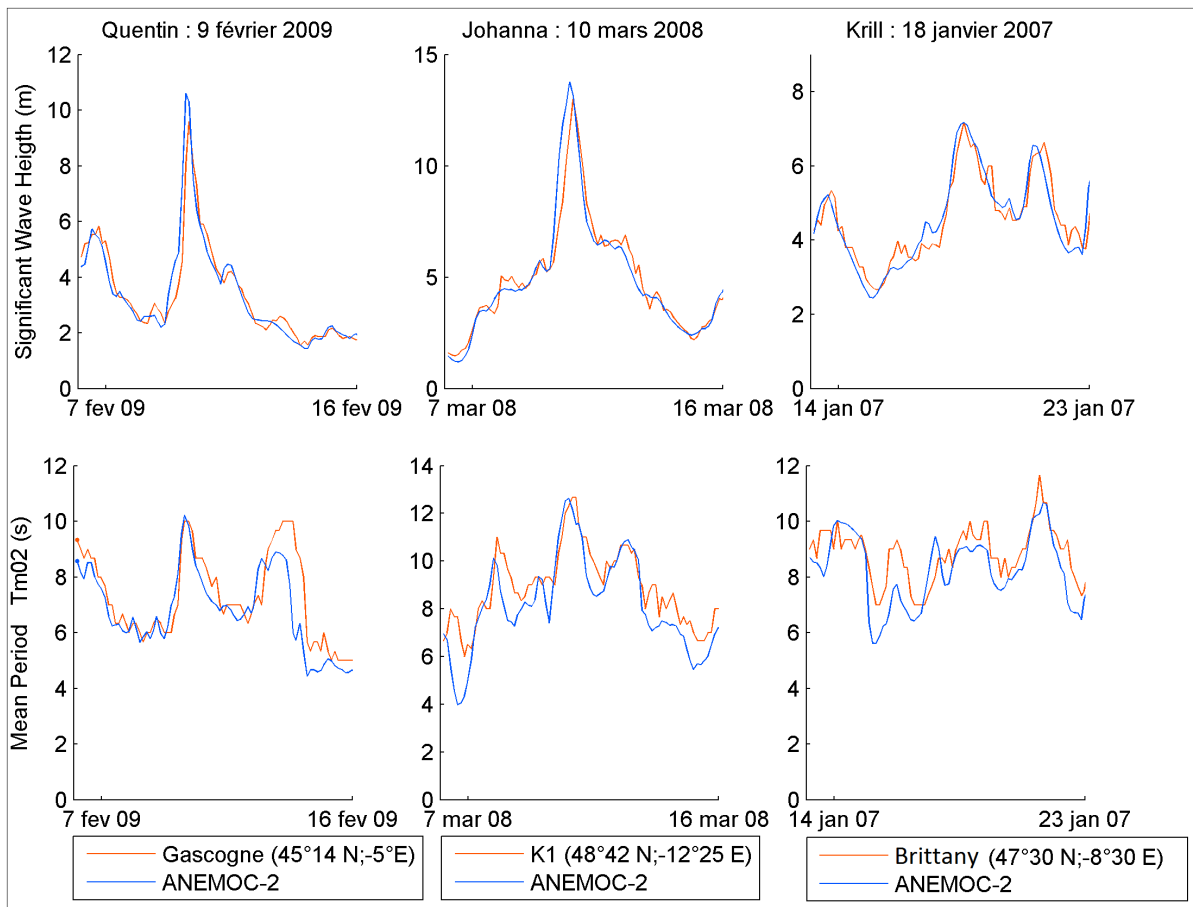 Quentin : 9 février 2009
Johanna : 10 mars 2008
Krill : 18 janvier 2007
Significant Wave Heigth (m)
12
10
8
6
4
2
0
7 fev 09
16 fev 09
15
10
5
0
7 mar 08
16 mar 08
8
6
4
2
0
14 jan 07
23 jan 07
Mean Period Tm02 (s)
12
10
8
6
4
2
0
7 fev 09
16 fev 09
14
12
10
8
6
4
2
0
7 mar 08
16 mar 08
12
10
8
6
4
2
0
14 jan 07
23 jan 07
Gascogne (45°14 N;-5°E)
ANEMOC-2
K1 (48°42 N;-12°25 E)
ANEMOC-2
Brittany (47°30 N;-8°30 E)
ANEMOC-2